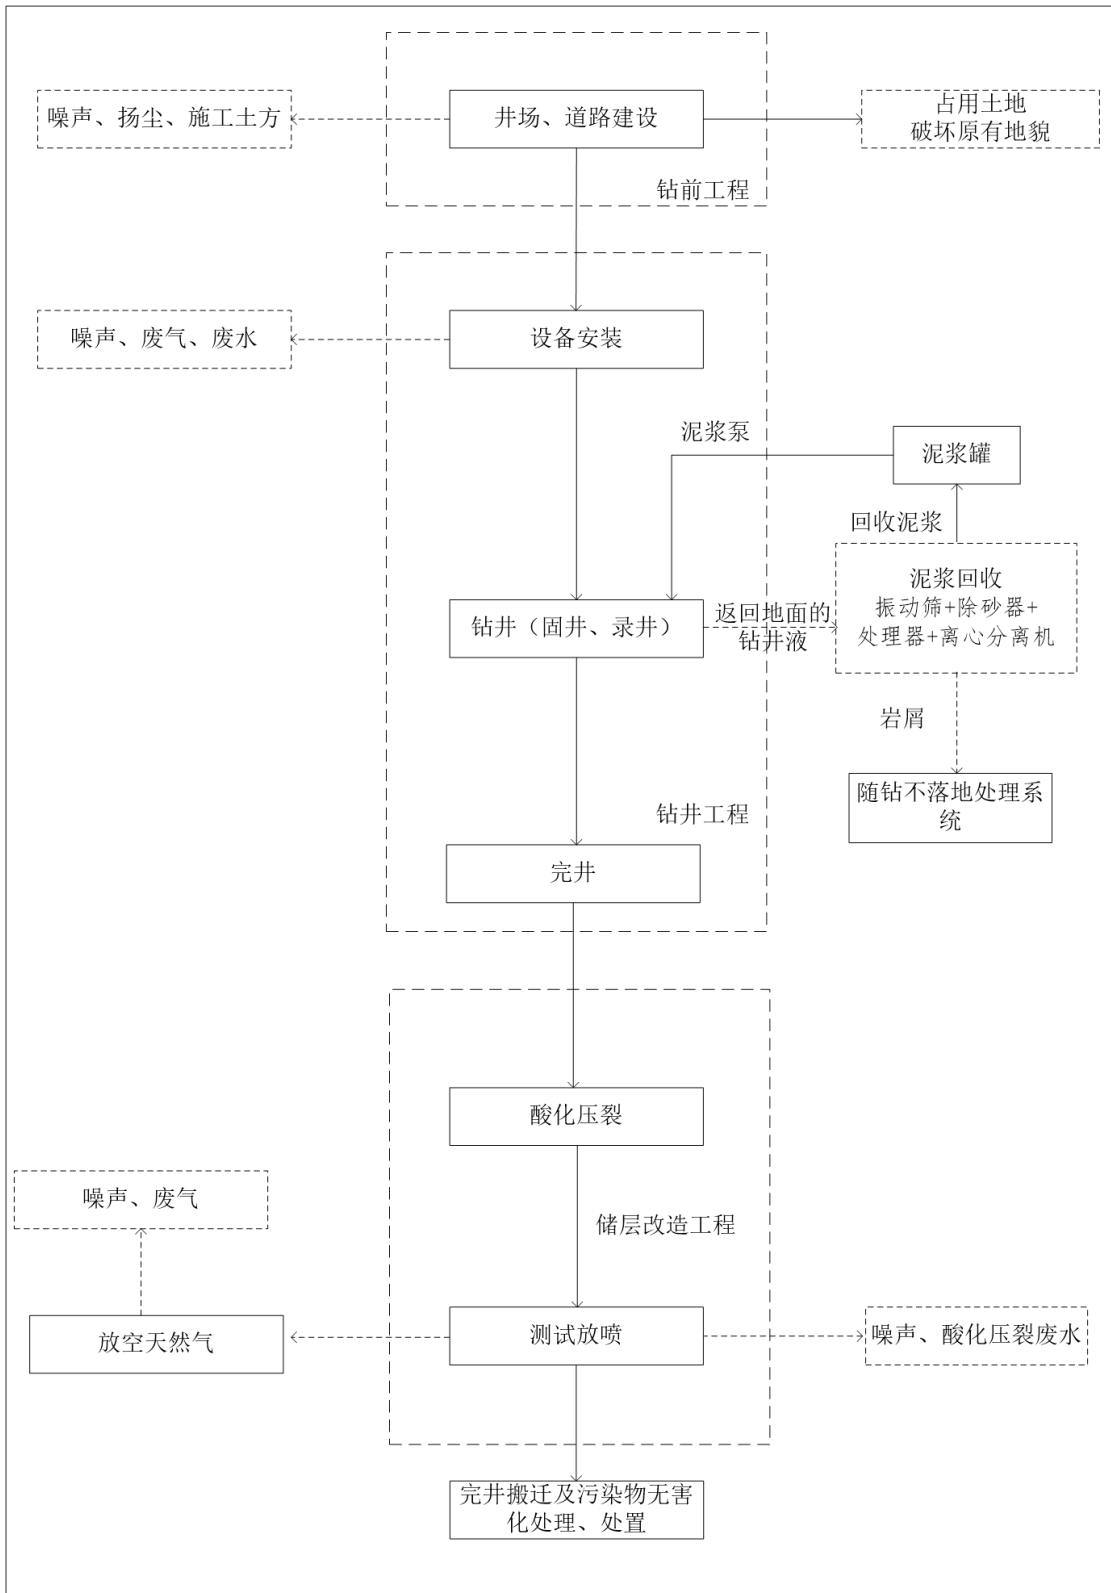 噪声、扬尘、施工土方
井场、道路建设
占用土地
破坏原有地貌
钻前工程
噪声、废气、废水
设备安装
泥浆泵
泥浆罐
回收泥浆
泥浆回收
振动筛+除砂器+
处理器+离心分离机
钻井（固井、录井）
返回地面的
钻井液
岩屑
随钻不落地处理系
统
钻井工程
完井
酸化压裂
噪声、废气
储层改造工程
放空天然气
测试放喷
噪声、酸化压裂废水
完井搬迁及污染物无害
化处理、处置